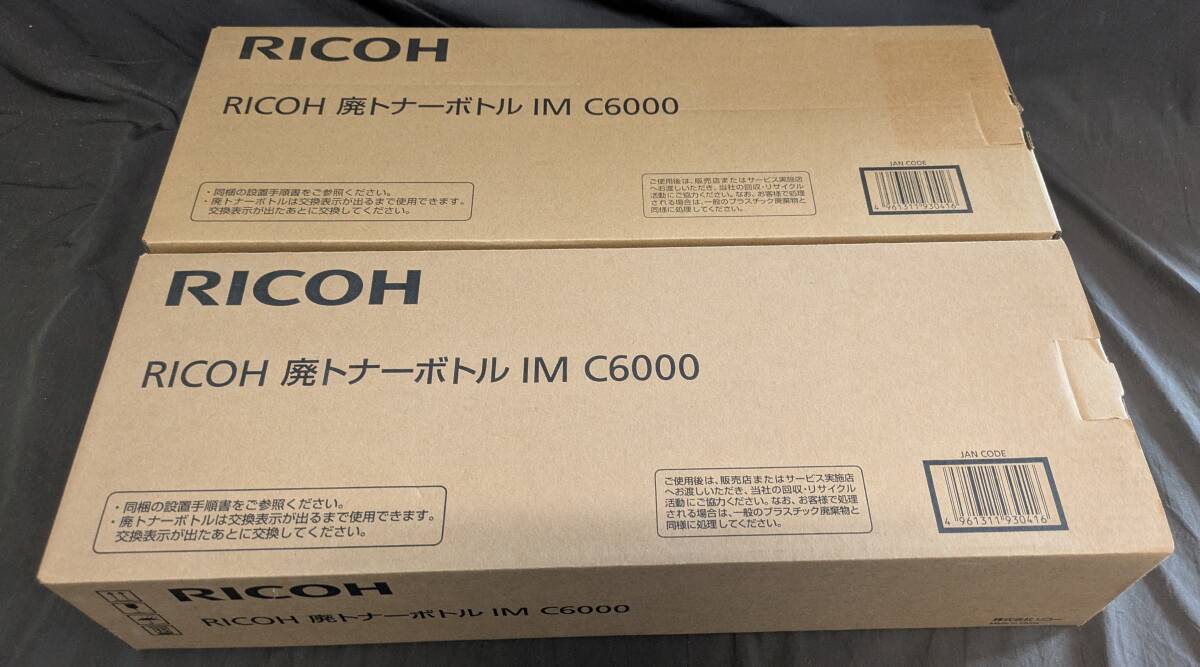 RICOH
RICOH 廃トナーボトル IM C6000
・同梱の設置手順書をご参照ください。
・廃トナーボトルは交換表示が出るまで使用できます。
交換表示が出たあとに交換してください。
ご使用後は、販売店またはサービス実施店
へお渡しいただき、当社の回収・リサイクル
活動にご協力ください。なお、お客様で処理
される場合は、一般のプラスチック廃棄物と
同様に処理してください。
JAN CODE
4 961311 930416
RICOH
RICOH 廃トナーボトル IM C6000
・同梱の設置手順書をご参照ください。
・廃トナーボトルは交換表示が出るまで使用できます。
交換表示が出たあとに交換してください。
ご使用後は、販売店またはサービス実施店
へお渡しいただき、当社の回収・リサイクル
活動にご協力ください。なお、お客様で処理
される場合は、一般のプラスチック廃棄物と
同様に処理してください。
JAN CODE
4 961311 930416
RICOH
RICOH 廃トナーボトル IM C6000
株式会社 リコー